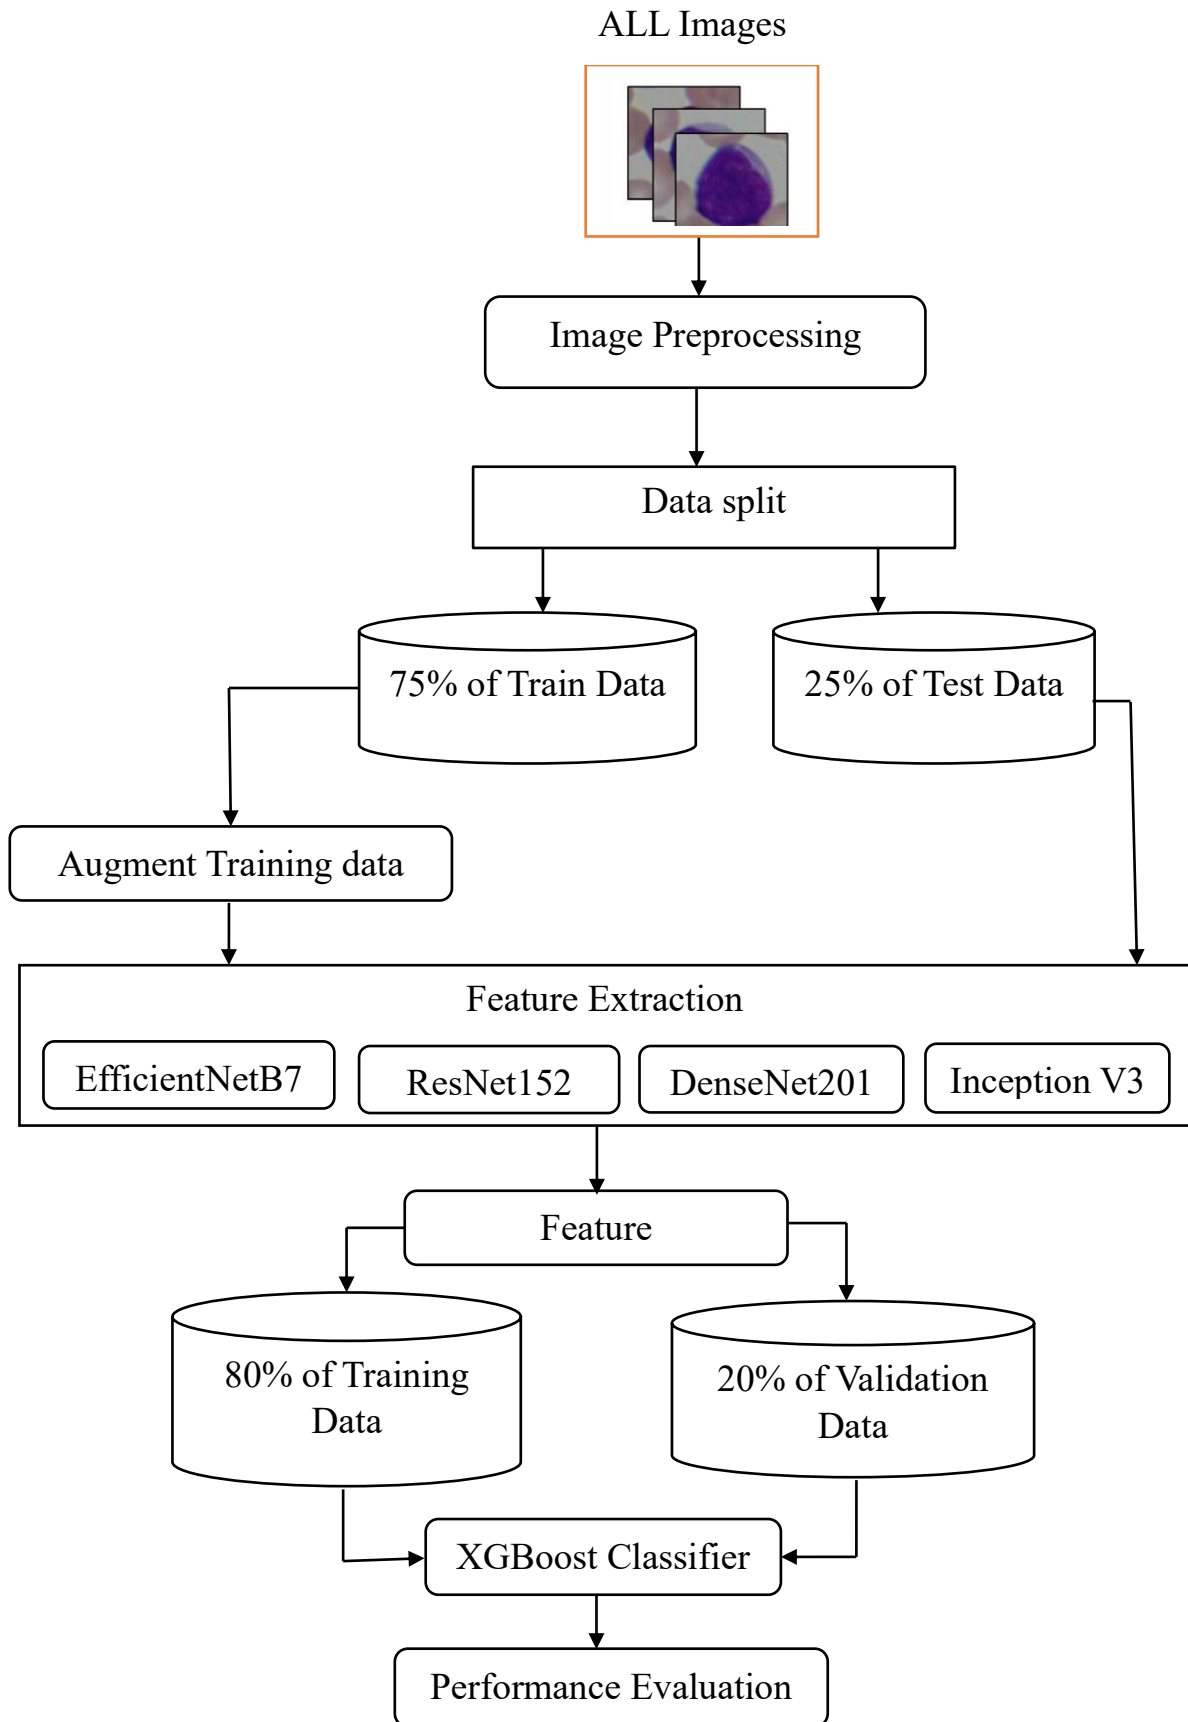 ALL Images
Image Preprocessing
Data split
75% of Train Data
25% of Test Data
Augment Training data
Feature Extraction
EfficientNetB7
ResNet152
DenseNet201
Inception V3
Feature
80% of Training
Data
20% of Validation
Data
XGBoost Classifier
Performance Evaluation